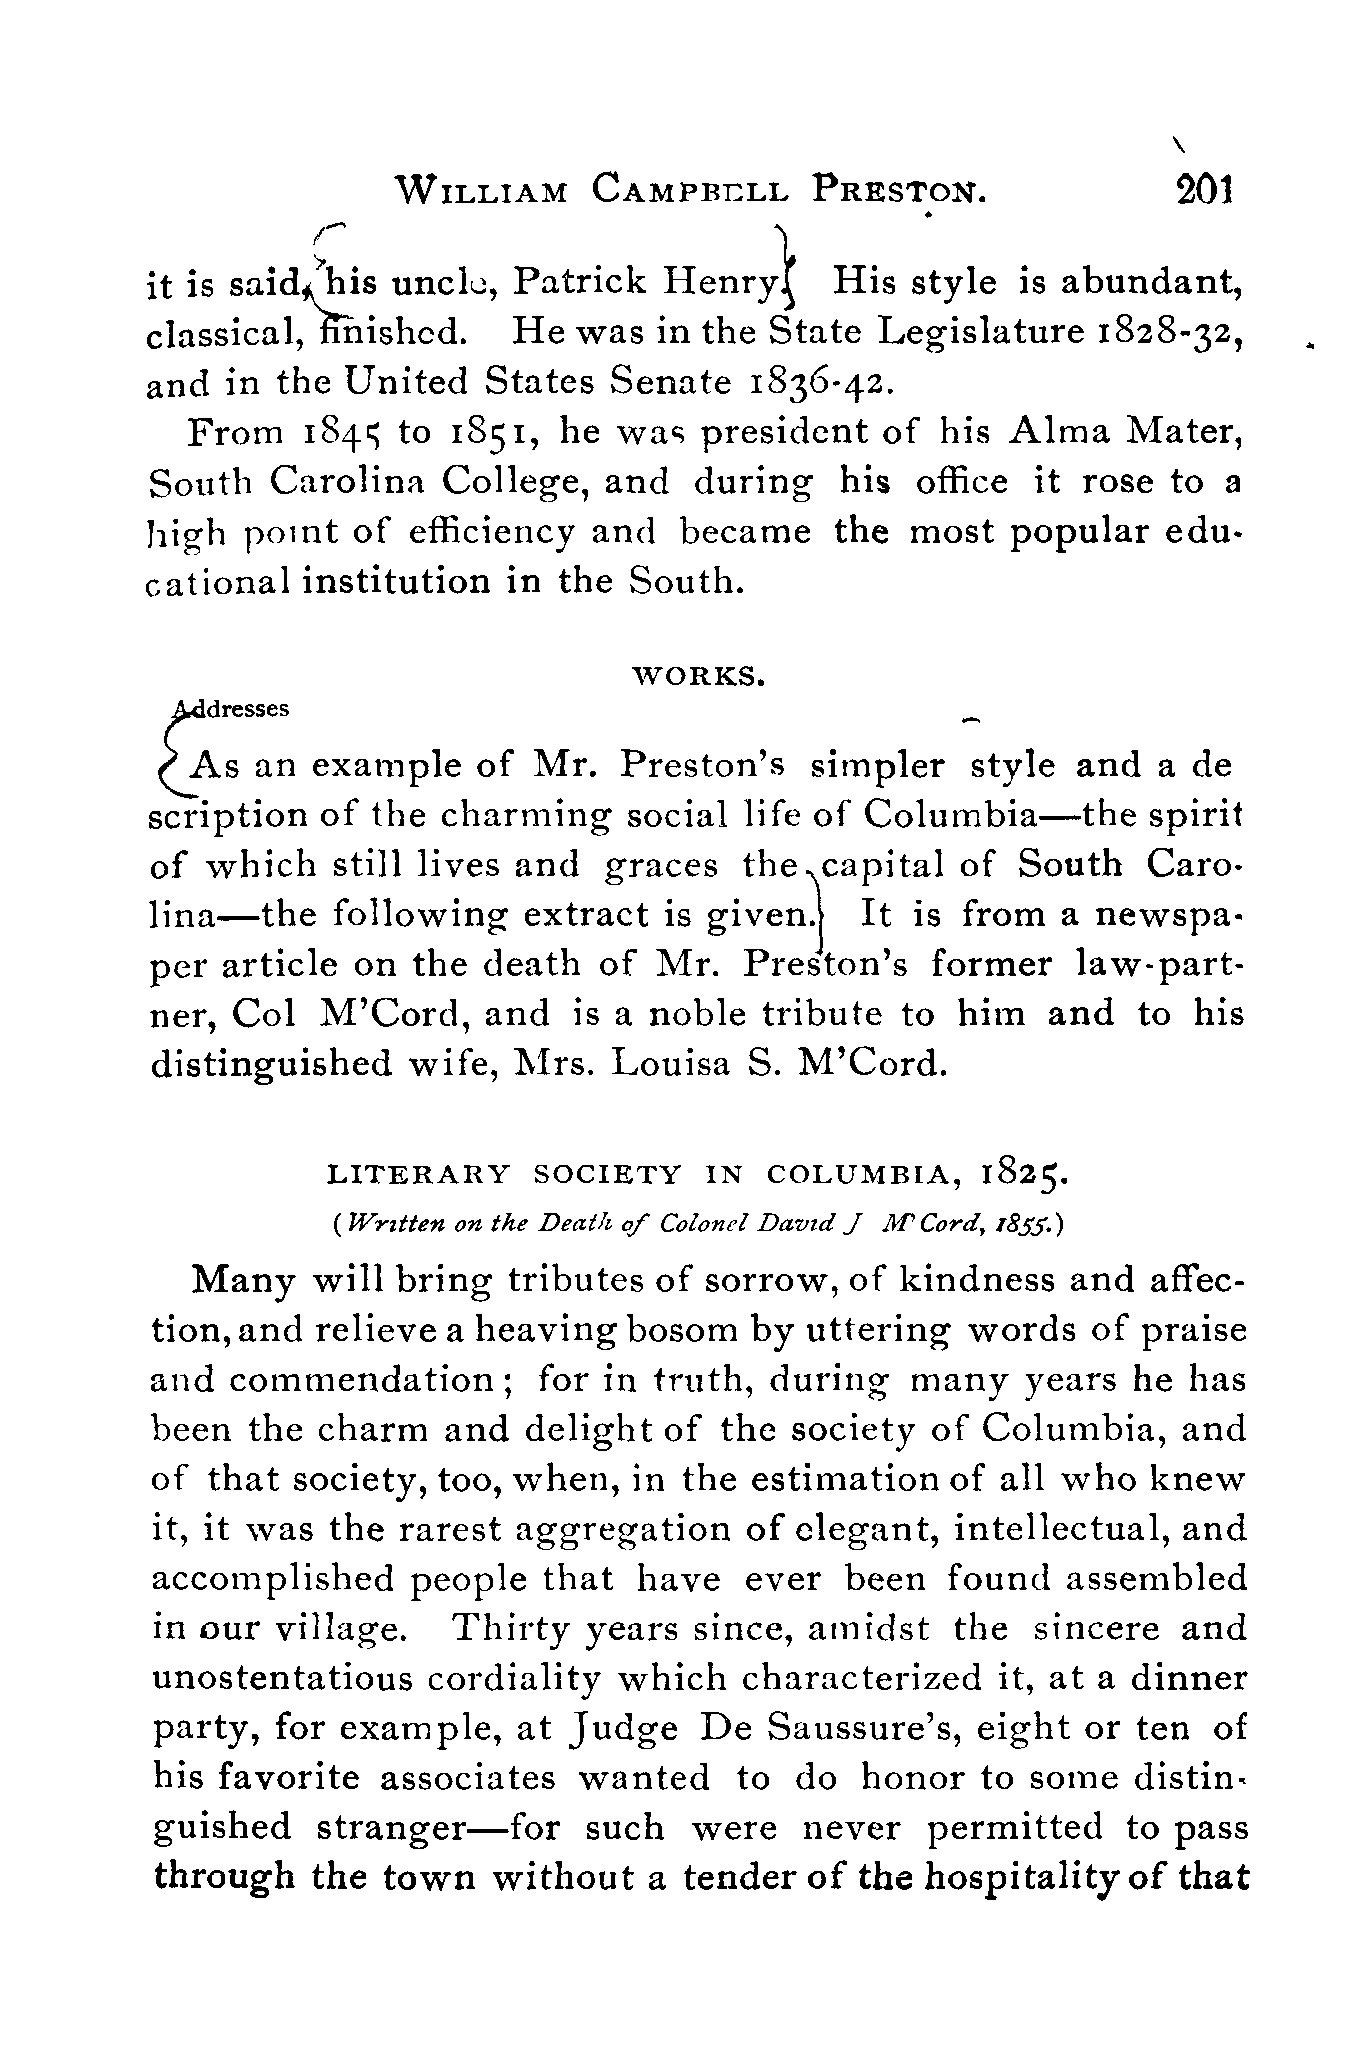 WILLIAM CAMPBELL PRESTON. 201
it is said, his uncle, Patrick Henry. His style is abundant,
classical, finished. He was in the State Legislature 1828-32,
and in the United States Senate 1836-42.
From 1845 to 1851, he was president of his Alma Mater,
South Carolina College, and during his office it rose to a
high point of efficiency and became the most popular edu-
cational institution in the South.
WORKS.
Addresses
As an example of Mr. Preston's simpler style and a de
scription of the charming social life of Columbia—the spirit
of which still lives and graces the capital of South Caro-
lina—the following extract is given. It is from a newspa-
per article on the death of Mr. Preston's former law-part-
ner, Col M'Cord, and is a noble tribute to him and to his
distinguished wife, Mrs. Louisa S. M'Cord.
LITERARY SOCIETY IN COLUMBIA, 1825.
(Written on the Death of Colonel David J M'Cord, 1855.)
Many will bring tributes of sorrow, of kindness and affec-
tion, and relieve a heaving bosom by uttering words of praise
and commendation; for in truth, during many years he has
been the charm and delight of the society of Columbia, and
of that society, too, when, in the estimation of all who knew
it, it was the rarest aggregation of elegant, intellectual, and
accomplished people that have ever been found assembled
in our village. Thirty years since, amidst the sincere and
unostentatious cordiality which characterized it, at a dinner
party, for example, at Judge De Saussure's, eight or ten of
his favorite associates wanted to do honor to some distin-
guished stranger—for such were never permitted to pass
through the town without a tender of the hospitality of that